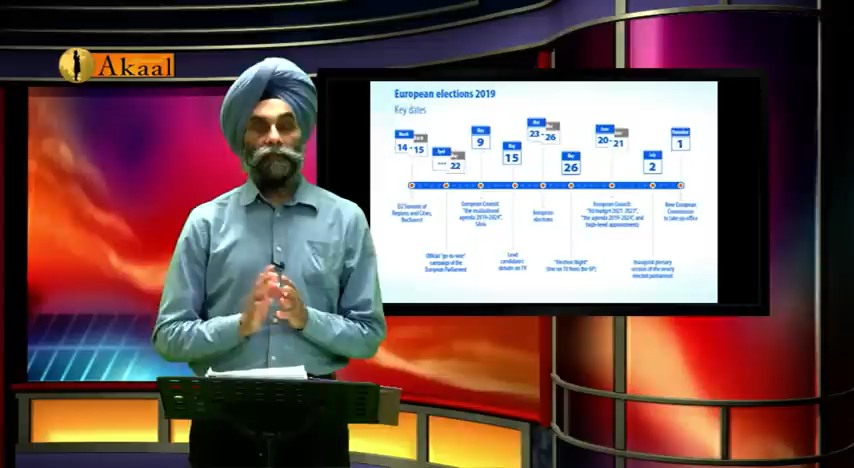 Akaal
European elections 2019
Key dates
March
14 - 15
April
... 22
May
9
May
15
May
23 - 26
May
26
June
20 - 21
July
2
November
1
EU Summit of
Regions and Cities,
Bucharest
Official "go-to-vote"
campaign of the
European Parliament
European Council:
"the institutional
agenda 2019-2024",
Sibiu
Lead
candidates
debate on TV
European
elections
"Election Night"
European Council:
"EU budget 2021-2027",
"the agenda 2019-2024", and
high-level appointments
Inaugural plenary
session of the newly
elected parliament
New European
Commission
to take up office